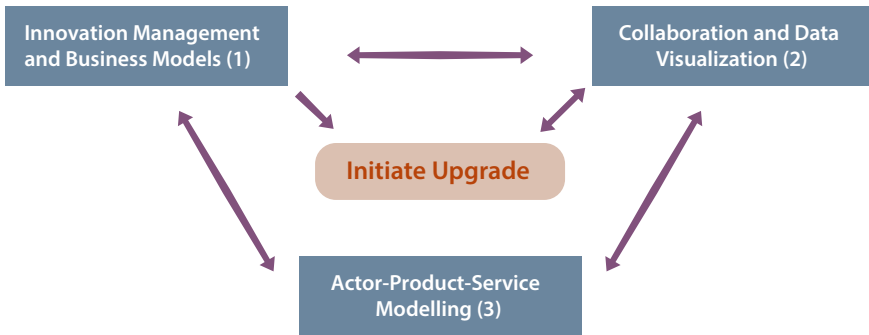 Innovation Management
and Business Models (1)
Collaboration and Data
Visualization (2)
Initiate Upgrade
Actor-Product-Service
Modelling (3)